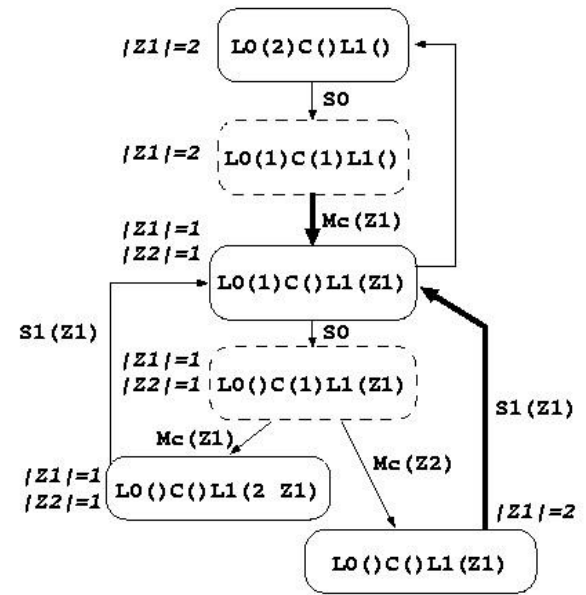 |Z1|=2
L0(2)C()L1()
S0
|Z1|=2
L0(1)C(1)L1()
Mc(Z1)
|Z1|=1
|Z2|=1
L0(1)C()L1(Z1)
S1(Z1)
S0
|Z1|=1
|Z2|=1
L0()C(1)L1(Z1)
S1(Z1)
Mc(Z1)
Mc(Z2)
|Z1|=1
|Z2|=1
L0()C()L1(2 Z1)
|Z1|=2
L0()C()L1(Z1)